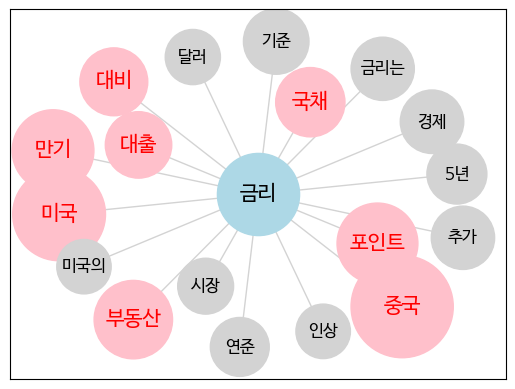 기준
달러
금리는
대비
국채
경제
대출
만기
5년
금리
미국
추가
포인트
미국의
시장
중국
부동산
인상
연준